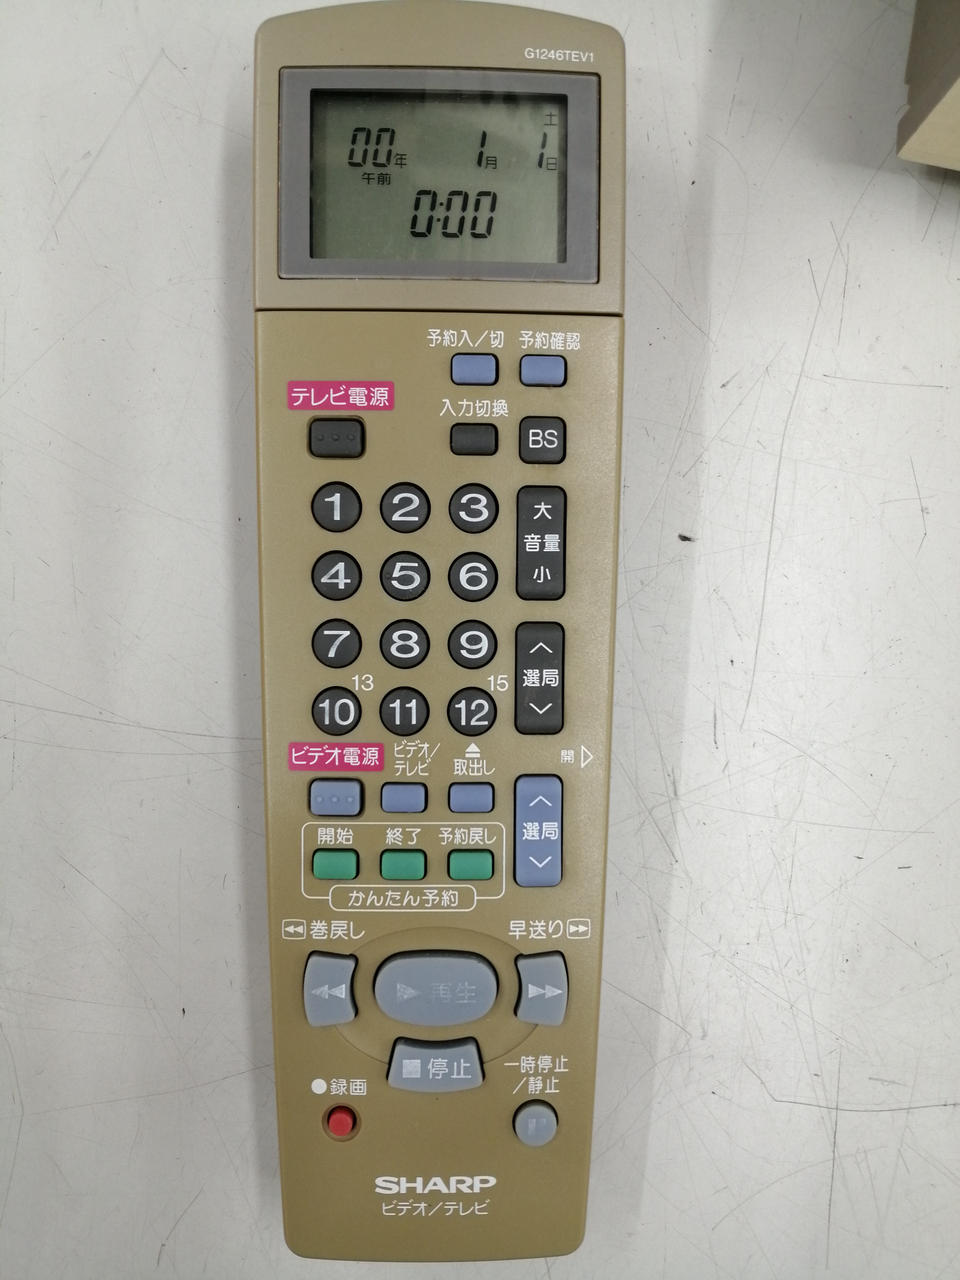 G1246TEV1
土
00年 1月 1日
午前
0:00
予約入/切 予約確認
テレビ電源
入力切換
BS
1 2 3
大
音量
小
4 5 6
7 8 9
選局
13 15
10 11 12
ビデオ電源
ビデオ/
テレビ
取出し
開
選局
開始 終了 予約戻し
かんたん予約
巻戻し 早送り
再生
停止
一時停止
/静止
録画
SHARP
ビデオ/テレビ